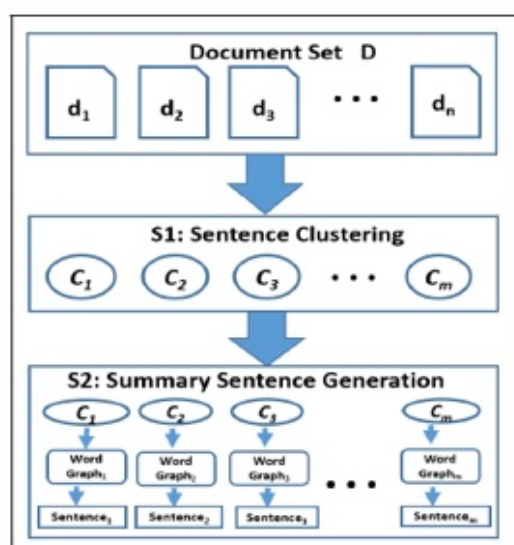 Document Set D
d₁ d₂ d₃ • • • dₙ
S1: Sentence Clustering
C₁ C₂ C₃ • • • Cₘ
S2: Summary Sentence Generation
C₁ C₂ C₃ Cₘ
Word Word Word Word
Graph₁ Graph₂ Graph₃ • • • Graphₘ
Sentence₁ Sentence₂ Sentence₃ Sentenceₘ